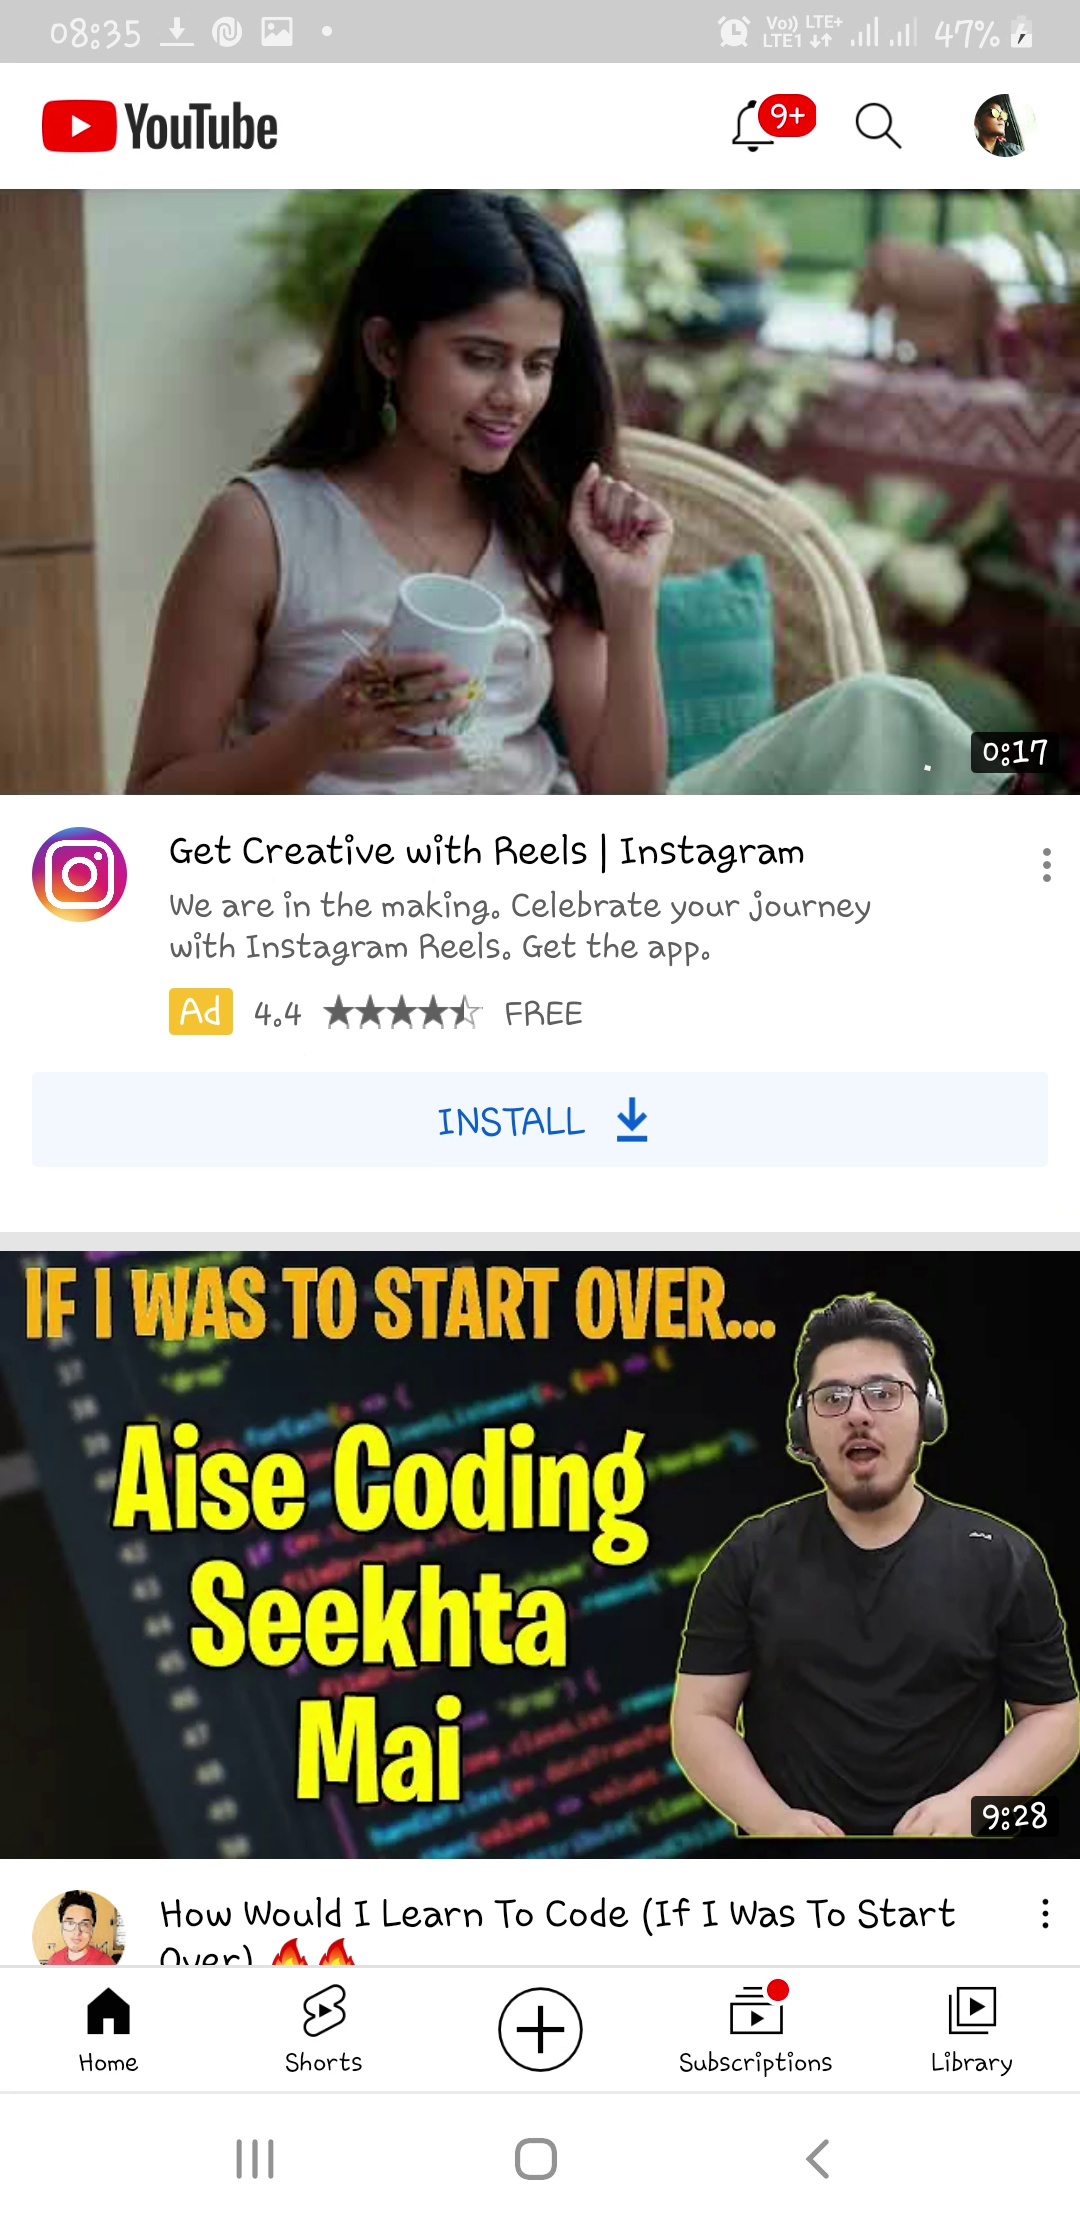 08:35
Vo)) LTE+
LTE1
47%
YouTube
9+
0:17
Get Creative with Reels | Instagram
We are in the making. Celebrate your journey
with Instagram Reels. Get the app.
Ad 4.4 FREE
INSTALL
IF I WAS TO START OVER...
Aise Coding
Seekhta
Mai
9:28
How Would I Learn To Code (If I Was To Start
Over) 🔥🔥
Home
Shorts
Subscriptions
Library